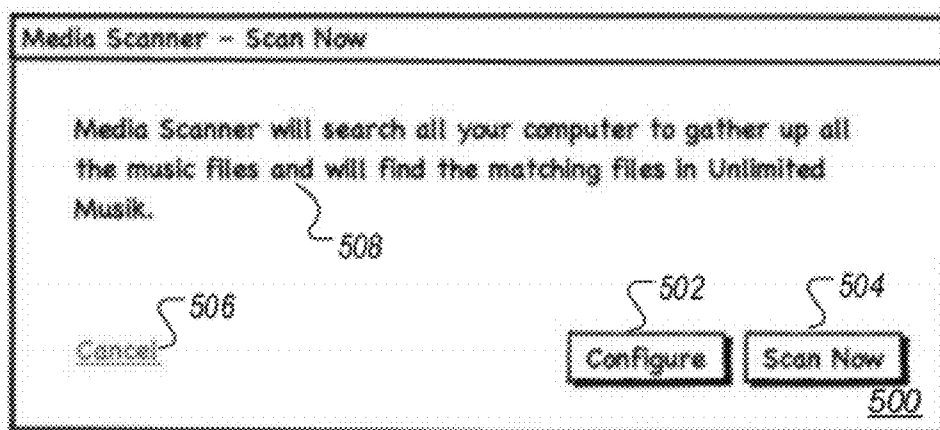 Media Scanner - Scan Now
Media Scanner will search all your computer to gather up all
the music files and will find the matching files in Unlimited
Musik.
508
506
Cancel
502
504
Configure
Scan Now
500